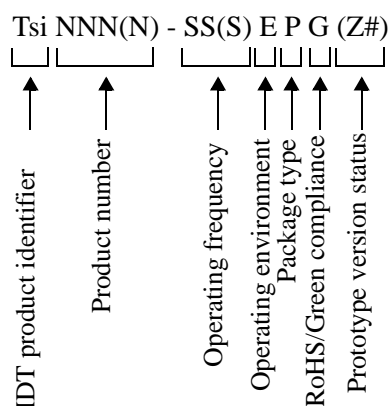 Tsi NNN(N) - SS(S) E P G (Z#)
IDT product identifier
Product number
Operating frequency
Operating environment
Package type
RoHS/Green compliance
Prototype version status